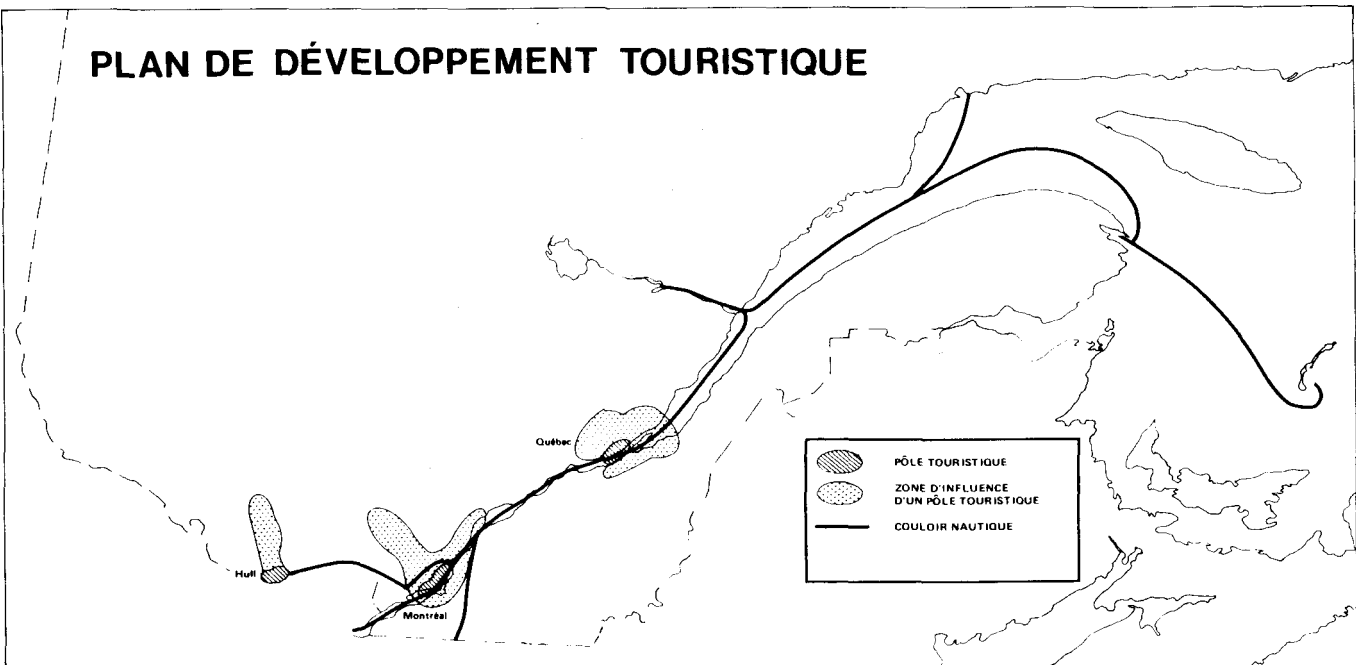 PLAN DE DÉVELOPPEMENT TOURISTIQUE
Québec
PÔLE TOURISTIQUE
ZONE D'INFLUENCE
D'UN PÔLE TOURISTIQUE
COULOIR NAUTIQUE
Hull
Montréal